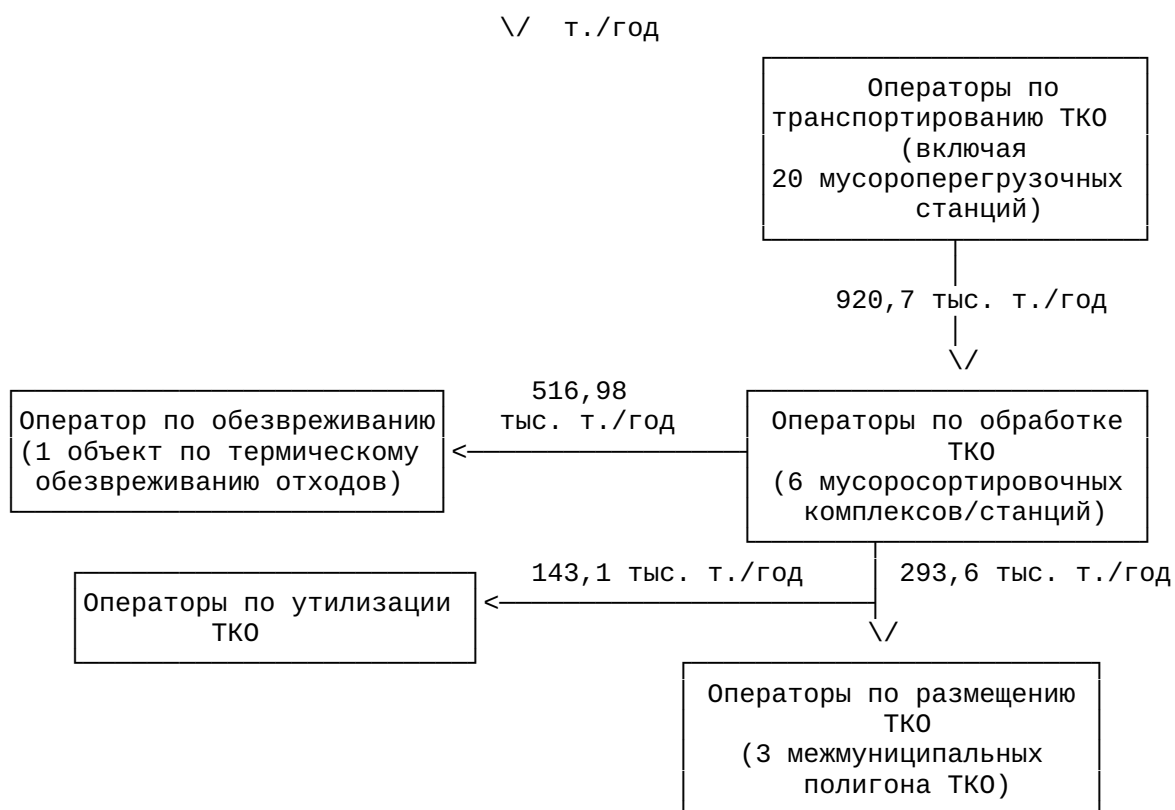 \/ т./год
Операторы по
транспортированию ТКО
(включая
20 мусороперегрузочных
станций)
920,7 тыс. т./год
\/
516,98
тыс. т./год
Оператор по обезвреживанию
(1 объект по термическому
обезвреживанию отходов)
<
Операторы по обработке
ТКО
(6 мусоросортировочных
комплексов/станций)
143,1 тыс. т./год
293,6 тыс. т./год
Операторы по утилизации
ТКО
<
\/
Операторы по размещению
ТКО
(3 межмуниципальных
полигона ТКО)